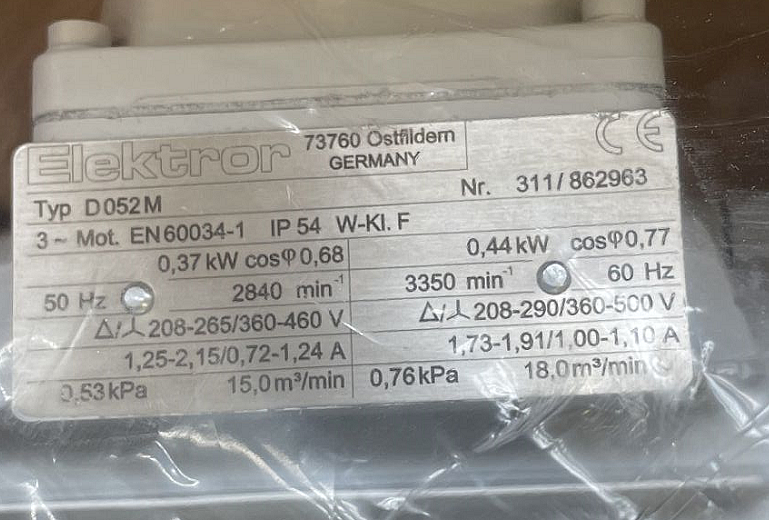 Elektror 73760 Ostfildern
GERMANY
CE
Typ D052M Nr. 311/862963
3~ Mot. EN60034-1 IP 54 W-Kl. F
0,37 kW cosφ 0,68
50 Hz 2840 min⁻¹
Δ/⅄ 208-265/360-460 V
1,25-2,15/0,72-1,24 A
0,53 kPa 15,0 m³/min
0,44 kW cosφ 0,77
3350 min⁻¹ 60 Hz
Δ/⅄ 208-290/360-500 V
1,73-1,91/1,00-1,10 A
0,76 kPa 18,0 m³/min